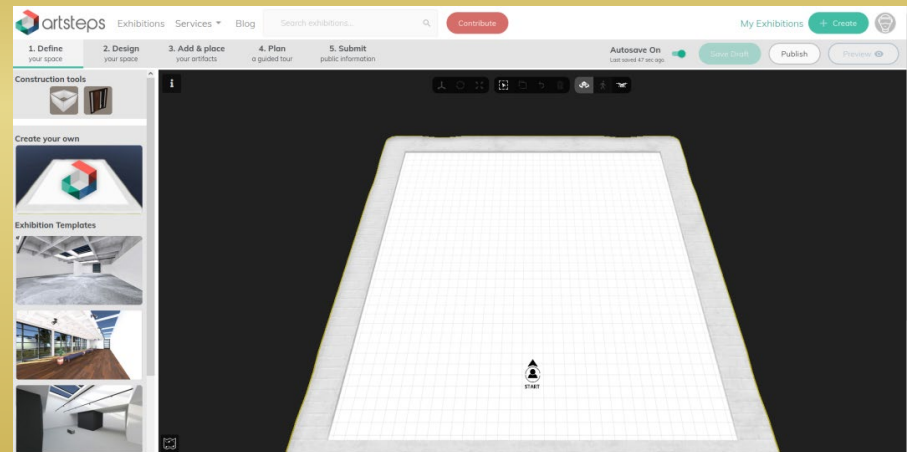 artsteps Exhibitions Services Blog Search exhibitions... Contribute My Exhibitions + Create
1. Define
your space
2. Design
your space
3. Add & place
your artifacts
4. Plan
a guided tour
5. Submit
public information
Autosave On
Last saved 47 sec ago
Save Draft
Publish
Preview
Construction tools
i
Create your own
Exhibition Templates
START